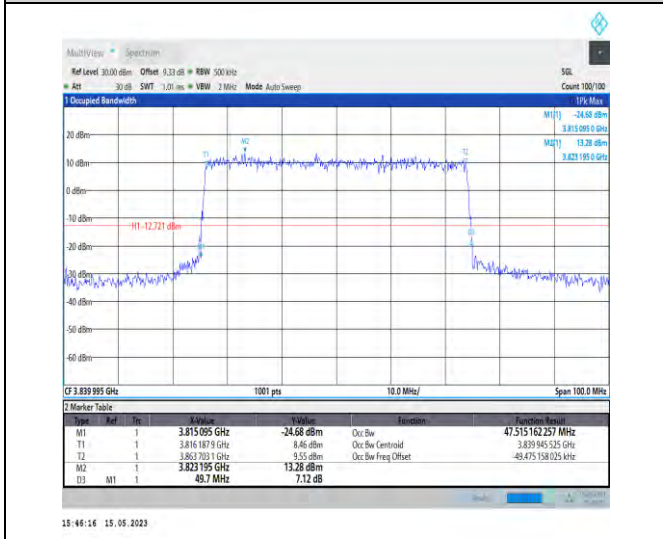 MultiView Spectrum
Ref Level 30.00 dBm Offset 9.33 dB RBW 500 kHz SGL
Att 30 dB SWT 1.01 ms VBW 2 MHz Mode Auto Sweep Count 100/100
1 Occupied Bandwidth 1Pk Max
M1[1] -24.68 dBm
3.815 095 0 GHz
M2[1] 13.28 dBm
3.823 195 0 GHz
20 dBm
M2
T1
T2
10 dBm
0 dBm
-10 dBm
H1 -12.721 dBm
-20 dBm
-30 dBm
-40 dBm
-50 dBm
-60 dBm
CF 3.839 995 GHz 1001 pts 10.0 MHz/ Span 100.0 MHz
2 Marker Table
Type Ref Trc X-Value Y-Value Function Function Result
M1 1 3.815 095 GHz -24.68 dBm Occ Bw 47.515 162 257 MHz
T1 1 3.816 187 9 GHz 8.46 dBm Occ Bw Centroid 3.839 945 525 GHz
T2 1 3.863 703 1 GHz 9.55 dBm Occ Bw Freq Offset -49.475 158 025 kHz
M2 1 3.823 195 GHz 13.28 dBm
D3 M1 1 49.7 MHz 7.12 dB
15:46:16 15.05.2023